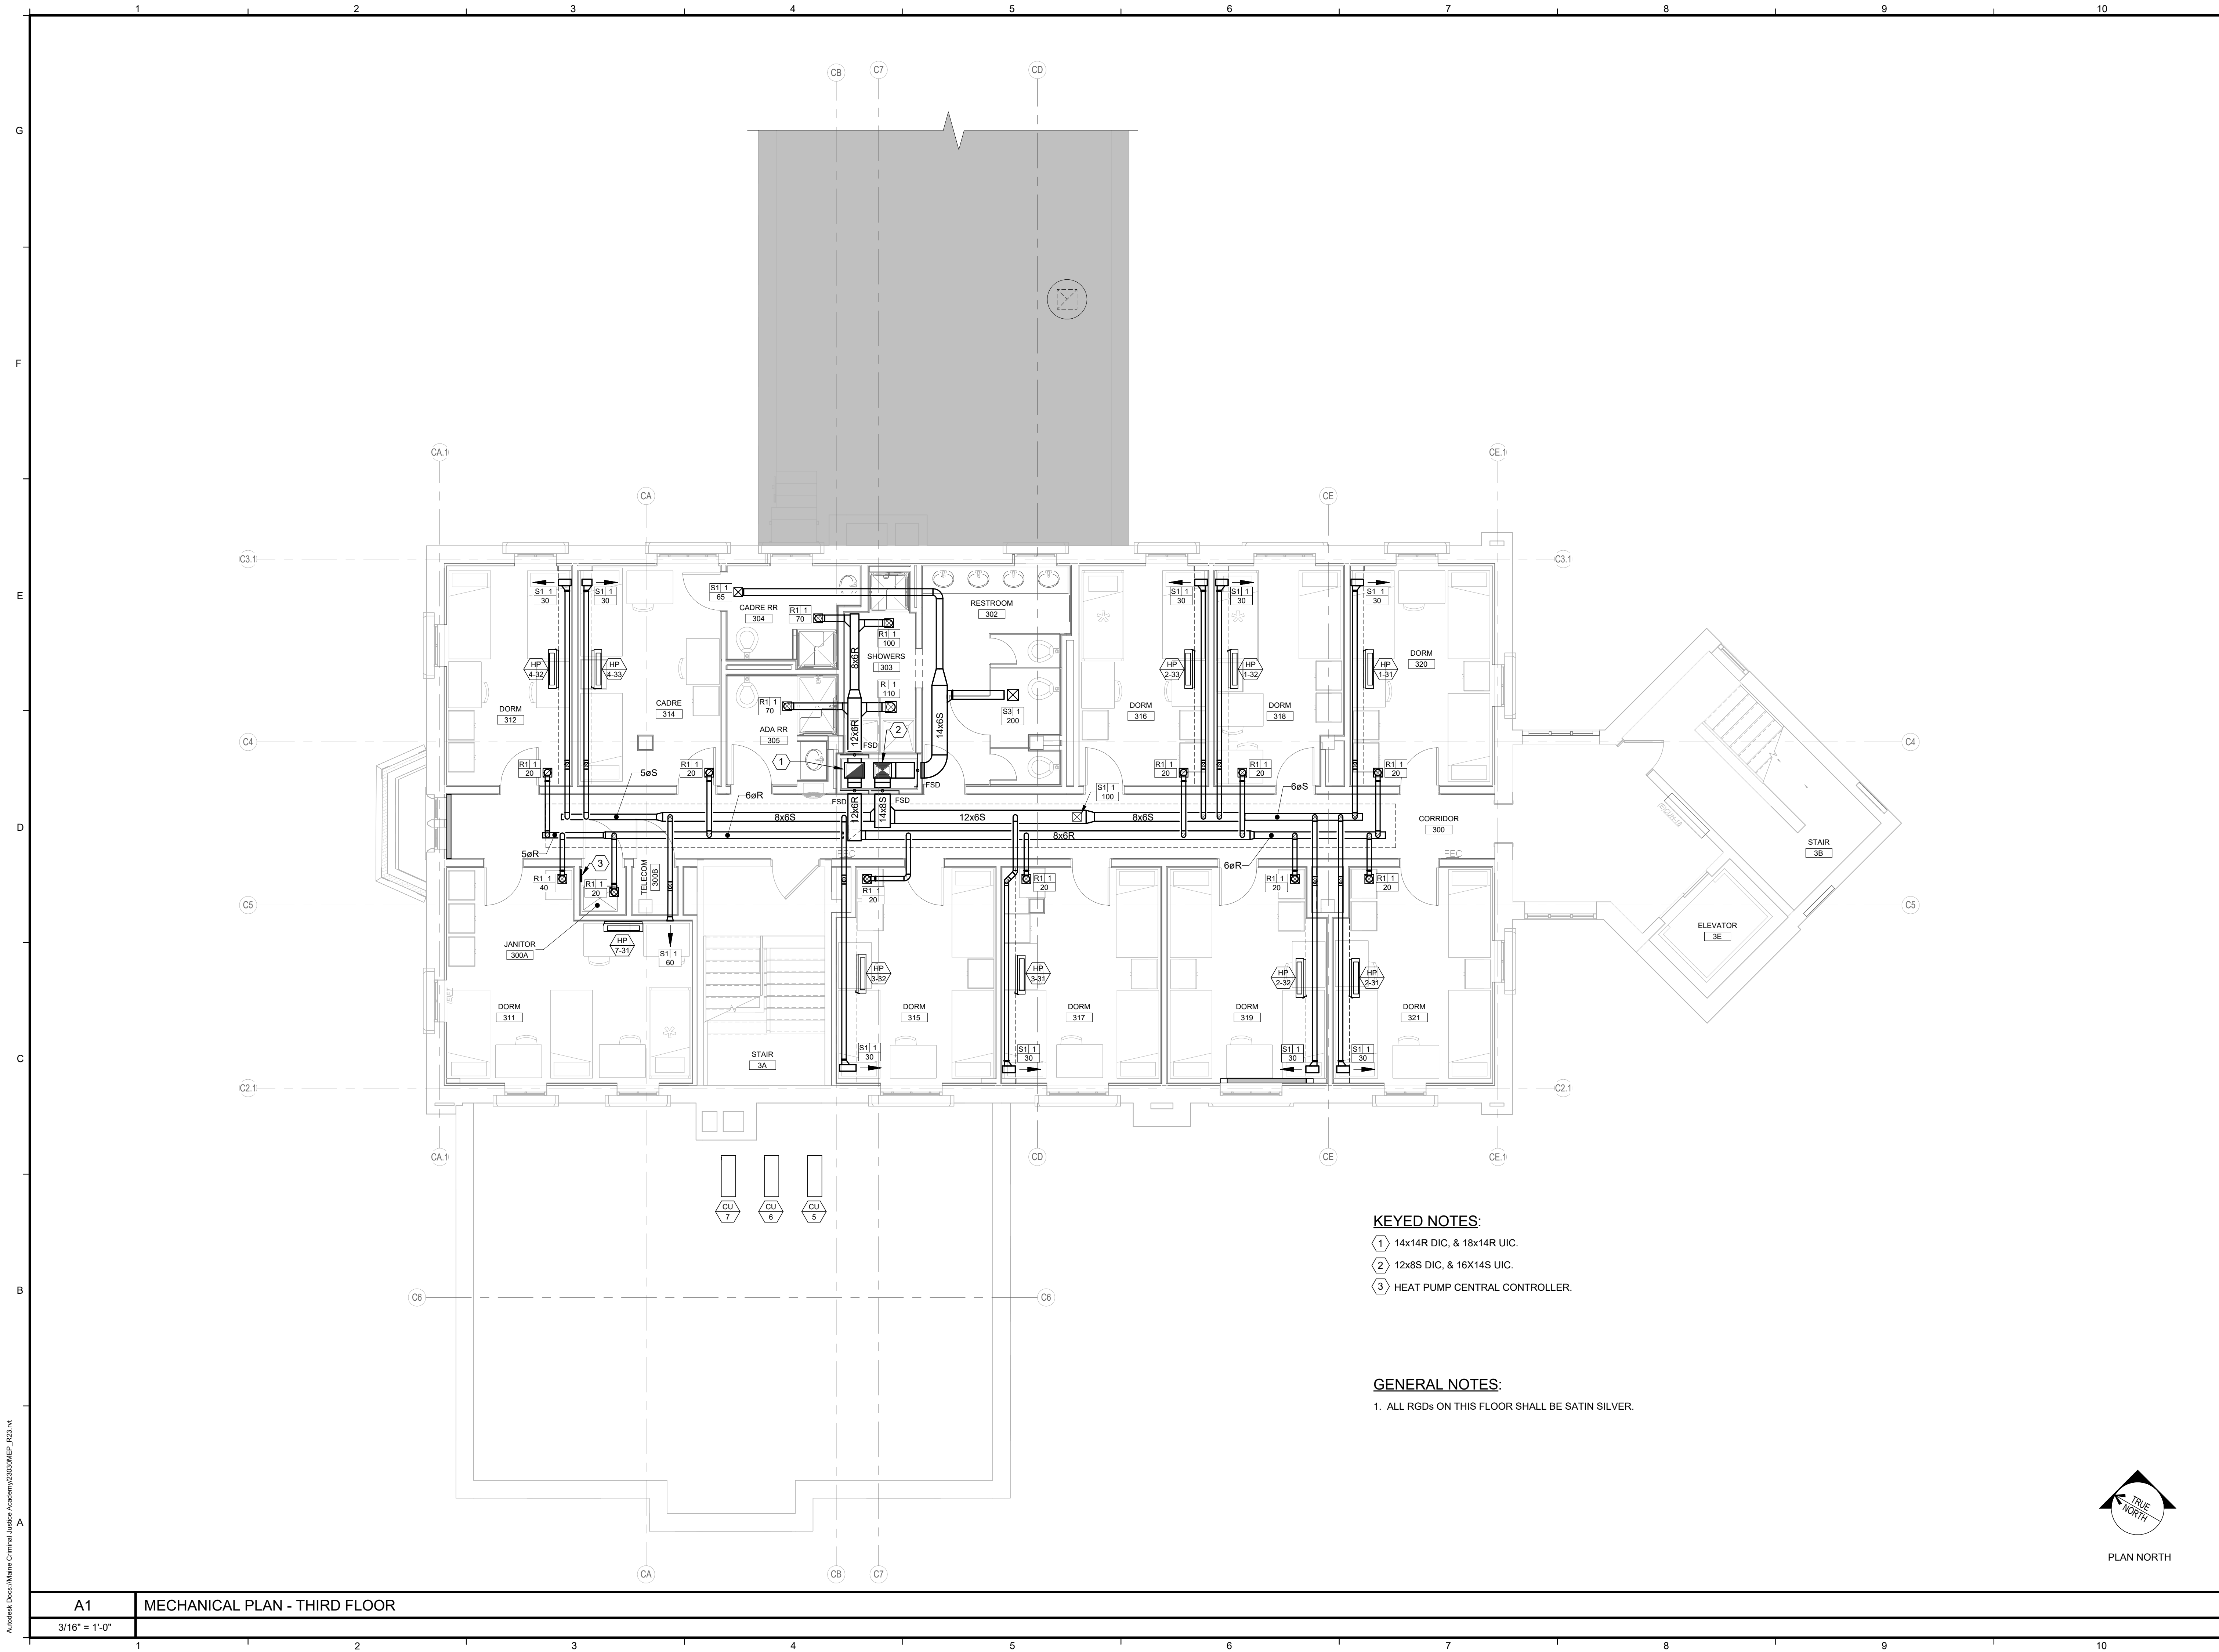 1 2 3 4 5 6 7 8 9 10
CB C7 CD
G
F
CA.1 CE.1
CA CE
C3.1 C3.1
E
S1 1
30
S1 1
30
S1 1
65
CADRE RR
304
R1 1
70
R1 1
100
RESTROOM
302
S1 1
30
S1 1
30
S1 1
30
8x6R
SHOWERS
303
HP
4-32
HP
4-33
HP
2-33
HP
1-32
HP
1-31
DORM
320
R 1
110
R1 1
70
DORM
312
CADRE
314
S3 1
200
DORM
316
DORM
318
ADA RR
305
12x6R
FSD
2
14x6S
C4 C4
1
R1 1
20
5øS
R1 1
20
FSD
R1 1
20
R1 1
20
R1 1
20
6øR
FSD
12x6R
14x8S
FSD
S1 1
100
6øS
D
8x6S
12x6S
8x6S
CORRIDOR
300
8x6R
5øR
FEC
6øR
FEC
STAIR
3B
3
TELECOM
300B
R1 1
40
R1 1
20
R1 1
20
R1 1
20
R1 1
20
R1 1
20
C5 C5
JANITOR
300A
HP
7-31
S1 1
60
ELEVATOR
3E
HP
3-32
HP
3-31
HP
2-32
HP
2-31
DORM
311
DORM
315
DORM
317
DORM
319
DORM
321
C
STAIR
3A
S1 1
30
S1 1
30
S1 1
30
S1 1
30
C2.1 C2.1
CA.1 CD CE CE.1
CU
7
CU
6
CU
5
KEYED NOTES:
1 14x14R DIC, & 18x14R UIC.
2 12x8S DIC, & 16X14S UIC.
3 HEAT PUMP CENTRAL CONTROLLER.
B
C6 C6
GENERAL NOTES:
1. ALL RGDs ON THIS FLOOR SHALL BE SATIN SILVER.
A
TRUE
NORTH
PLAN NORTH
CA CB C7
Autodesk Docs://Maine Criminal Justice Academy/23030MEP_R23.rvt
A1 MECHANICAL PLAN - THIRD FLOOR
3/16" = 1'-0"
1 2 3 4 5 6 7 8 9 10